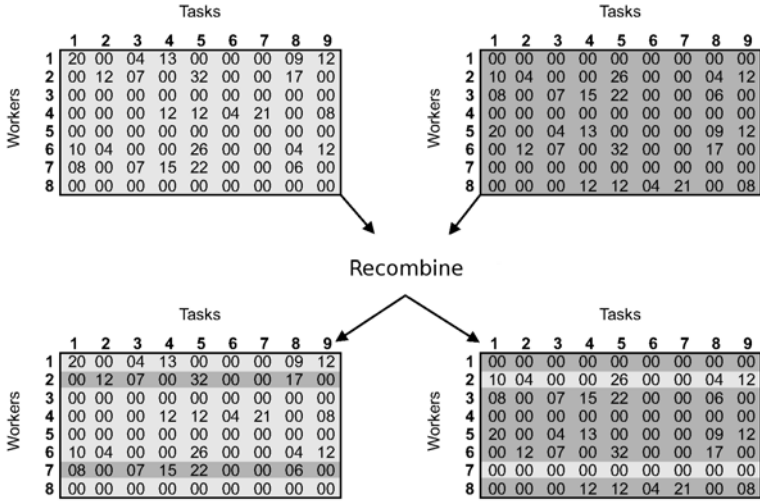 Tasks
1 2 3 4 5 6 7 8 9
Workers
1 20 00 04 13 00 00 00 09 12
2 00 12 07 00 32 00 00 17 00
3 00 00 00 00 00 00 00 00 00
4 00 00 00 12 12 04 21 00 08
5 00 00 00 00 00 00 00 00 00
6 10 04 00 00 26 00 00 04 12
7 08 00 07 15 22 00 00 06 00
8 00 00 00 00 00 00 00 00 00
Tasks
1 2 3 4 5 6 7 8 9
Workers
1 00 00 00 00 00 00 00 00 00
2 10 04 00 00 26 00 00 04 12
3 08 00 07 15 22 00 00 06 00
4 00 00 00 00 00 00 00 00 00
5 20 00 04 13 00 00 00 09 12
6 00 12 07 00 32 00 00 17 00
7 00 00 00 00 00 00 00 00 00
8 00 00 00 12 12 04 21 00 08
Recombine
Tasks
1 2 3 4 5 6 7 8 9
Workers
1 20 00 04 13 00 00 00 09 12
2 00 12 07 00 32 00 00 17 00
3 00 00 00 00 00 00 00 00 00
4 00 00 00 12 12 04 21 00 08
5 00 00 00 00 00 00 00 00 00
6 10 04 00 00 26 00 00 04 12
7 08 00 07 15 22 00 00 06 00
8 00 00 00 00 00 00 00 00 00
Tasks
1 2 3 4 5 6 7 8 9
Workers
1 00 00 00 00 00 00 00 00 00
2 10 04 00 00 26 00 00 04 12
3 08 00 07 15 22 00 00 06 00
4 00 00 00 00 00 00 00 00 00
5 20 00 04 13 00 00 00 09 12
6 00 12 07 00 32 00 00 17 00
7 00 00 00 00 00 00 00 00 00
8 00 00 00 12 12 04 21 00 08